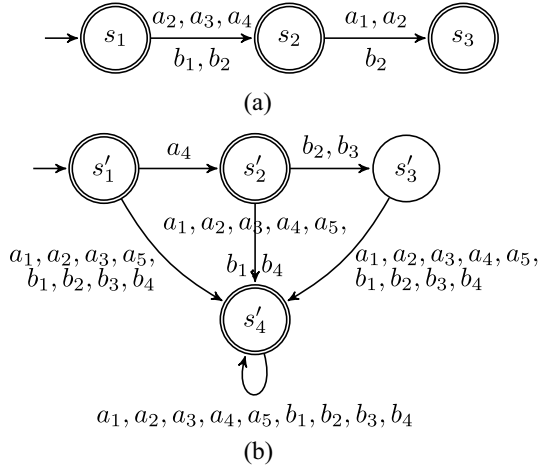 a₂, a₃, a₄ a₁, a₂
s₁ s₂ s₃
b₁, b₂ b₂
(a)
a₄ b₂, b₃
s′₁ s′₂ s′₃
a₁, a₂, a₃, a₄, a₅,
a₁, a₂, a₃, a₅, a₁, a₂, a₃, a₄, a₅,
b₁, b₂, b₃, b₄ b₁, b₄ b₁, b₂, b₃, b₄
s′₄
a₁, a₂, a₃, a₄, a₅, b₁, b₂, b₃, b₄
(b)